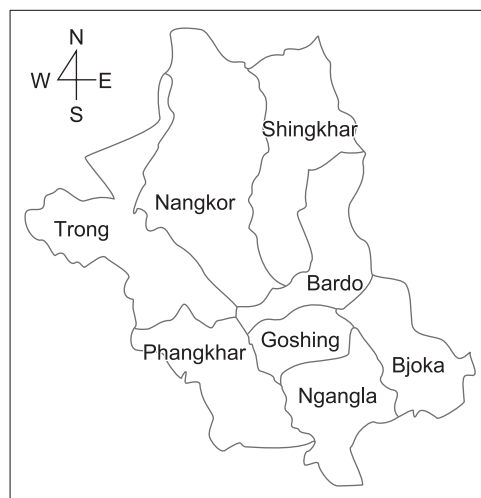 N
W E
S
Shingkhar
Nangkor
Trong
Bardo
Goshing
Phangkhar
Bjoka
Ngangla